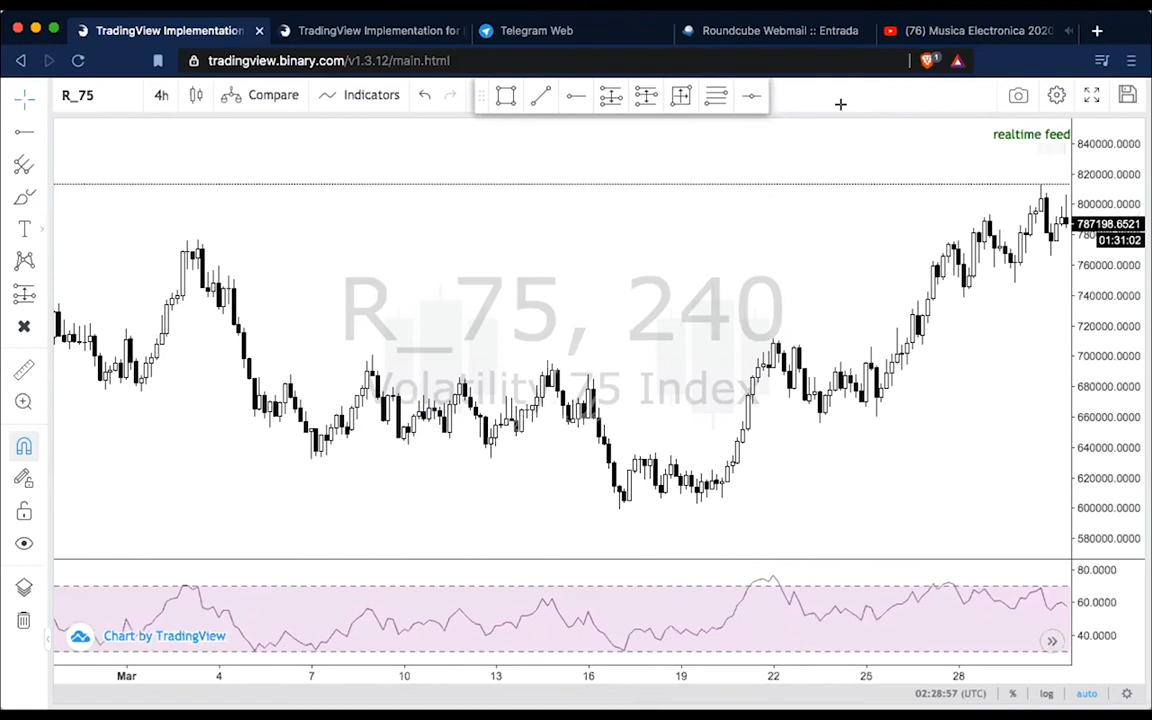 TradingView Implementation
TradingView Implementation for
Telegram Web
Roundcube Webmail :: Entrada
(76) Musica Electronica 2020
tradingview.binary.com/v1.3.12/main.html
1
R_75
4h
Compare
Indicators
realtime feed
840000.0000
820000.0000
800000.0000
787198.6521
01:31:02
760000.0000
740000.0000
720000.0000
700000.0000
680000.0000
660000.0000
640000.0000
620000.0000
600000.0000
580000.0000
R_75, 240
Volatility 75 Index
80.0000
60.0000
40.0000
Chart by TradingView
Mar
4
7
10
13
16
19
22
25
28
02:28:57 (UTC)
%
log
auto